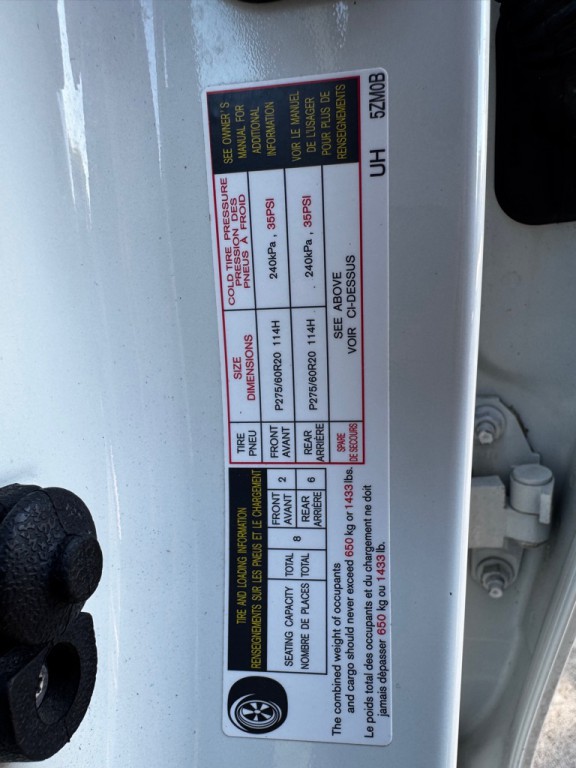 TIRE AND LOADING INFORMATION
RENSEIGNEMENTS SUR LES PNEUS ET LE CHARGEMENT
SEATING CAPACITY TOTAL 8 FRONT 2
NOMBRE DE PLACES TOTAL AVANT
REAR 6
ARRIÈRE
The combined weight of occupants
and cargo should never exceed 650 kg or 1433 lbs.
Le poids total des occupants et du chargement ne doit
jamais dépasser 650 kg ou 1433 lb.
TIRE
PNEU
SIZE
DIMENSIONS
COLD TIRE PRESSURE
PRESSION DES
PNEUS À FROID
FRONT
AVANT
P275/60R20 114H
240kPa, 35PSI
REAR
ARRIÈRE
P275/60R20 114H
240kPa, 35PSI
SPARE
DE SECOURS
SEE ABOVE
VOIR CI-DESSUS
SEE OWNER'S
MANUAL FOR
ADDITIONAL
INFORMATION
VOIR LE MANUEL
DE L'USAGER
POUR PLUS DE
RENSEIGNEMENTS
UH 5ZM0B